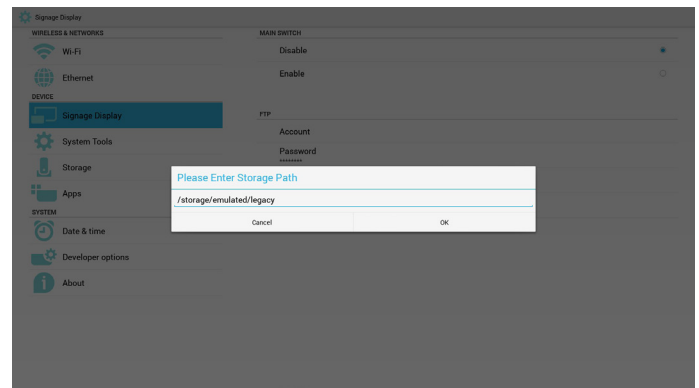 Signage Display
WIRELESS & NETWORKS
Wi-Fi
Ethernet
DEVICE
Signage Display
System Tools
Storage
Apps
SYSTEM
Date & time
Developer options
About
MAIN SWITCH
Disable
Enable
FTP
Account
Password
********
Please Enter Storage Path
/storage/emulated/legacy
Cancel
OK